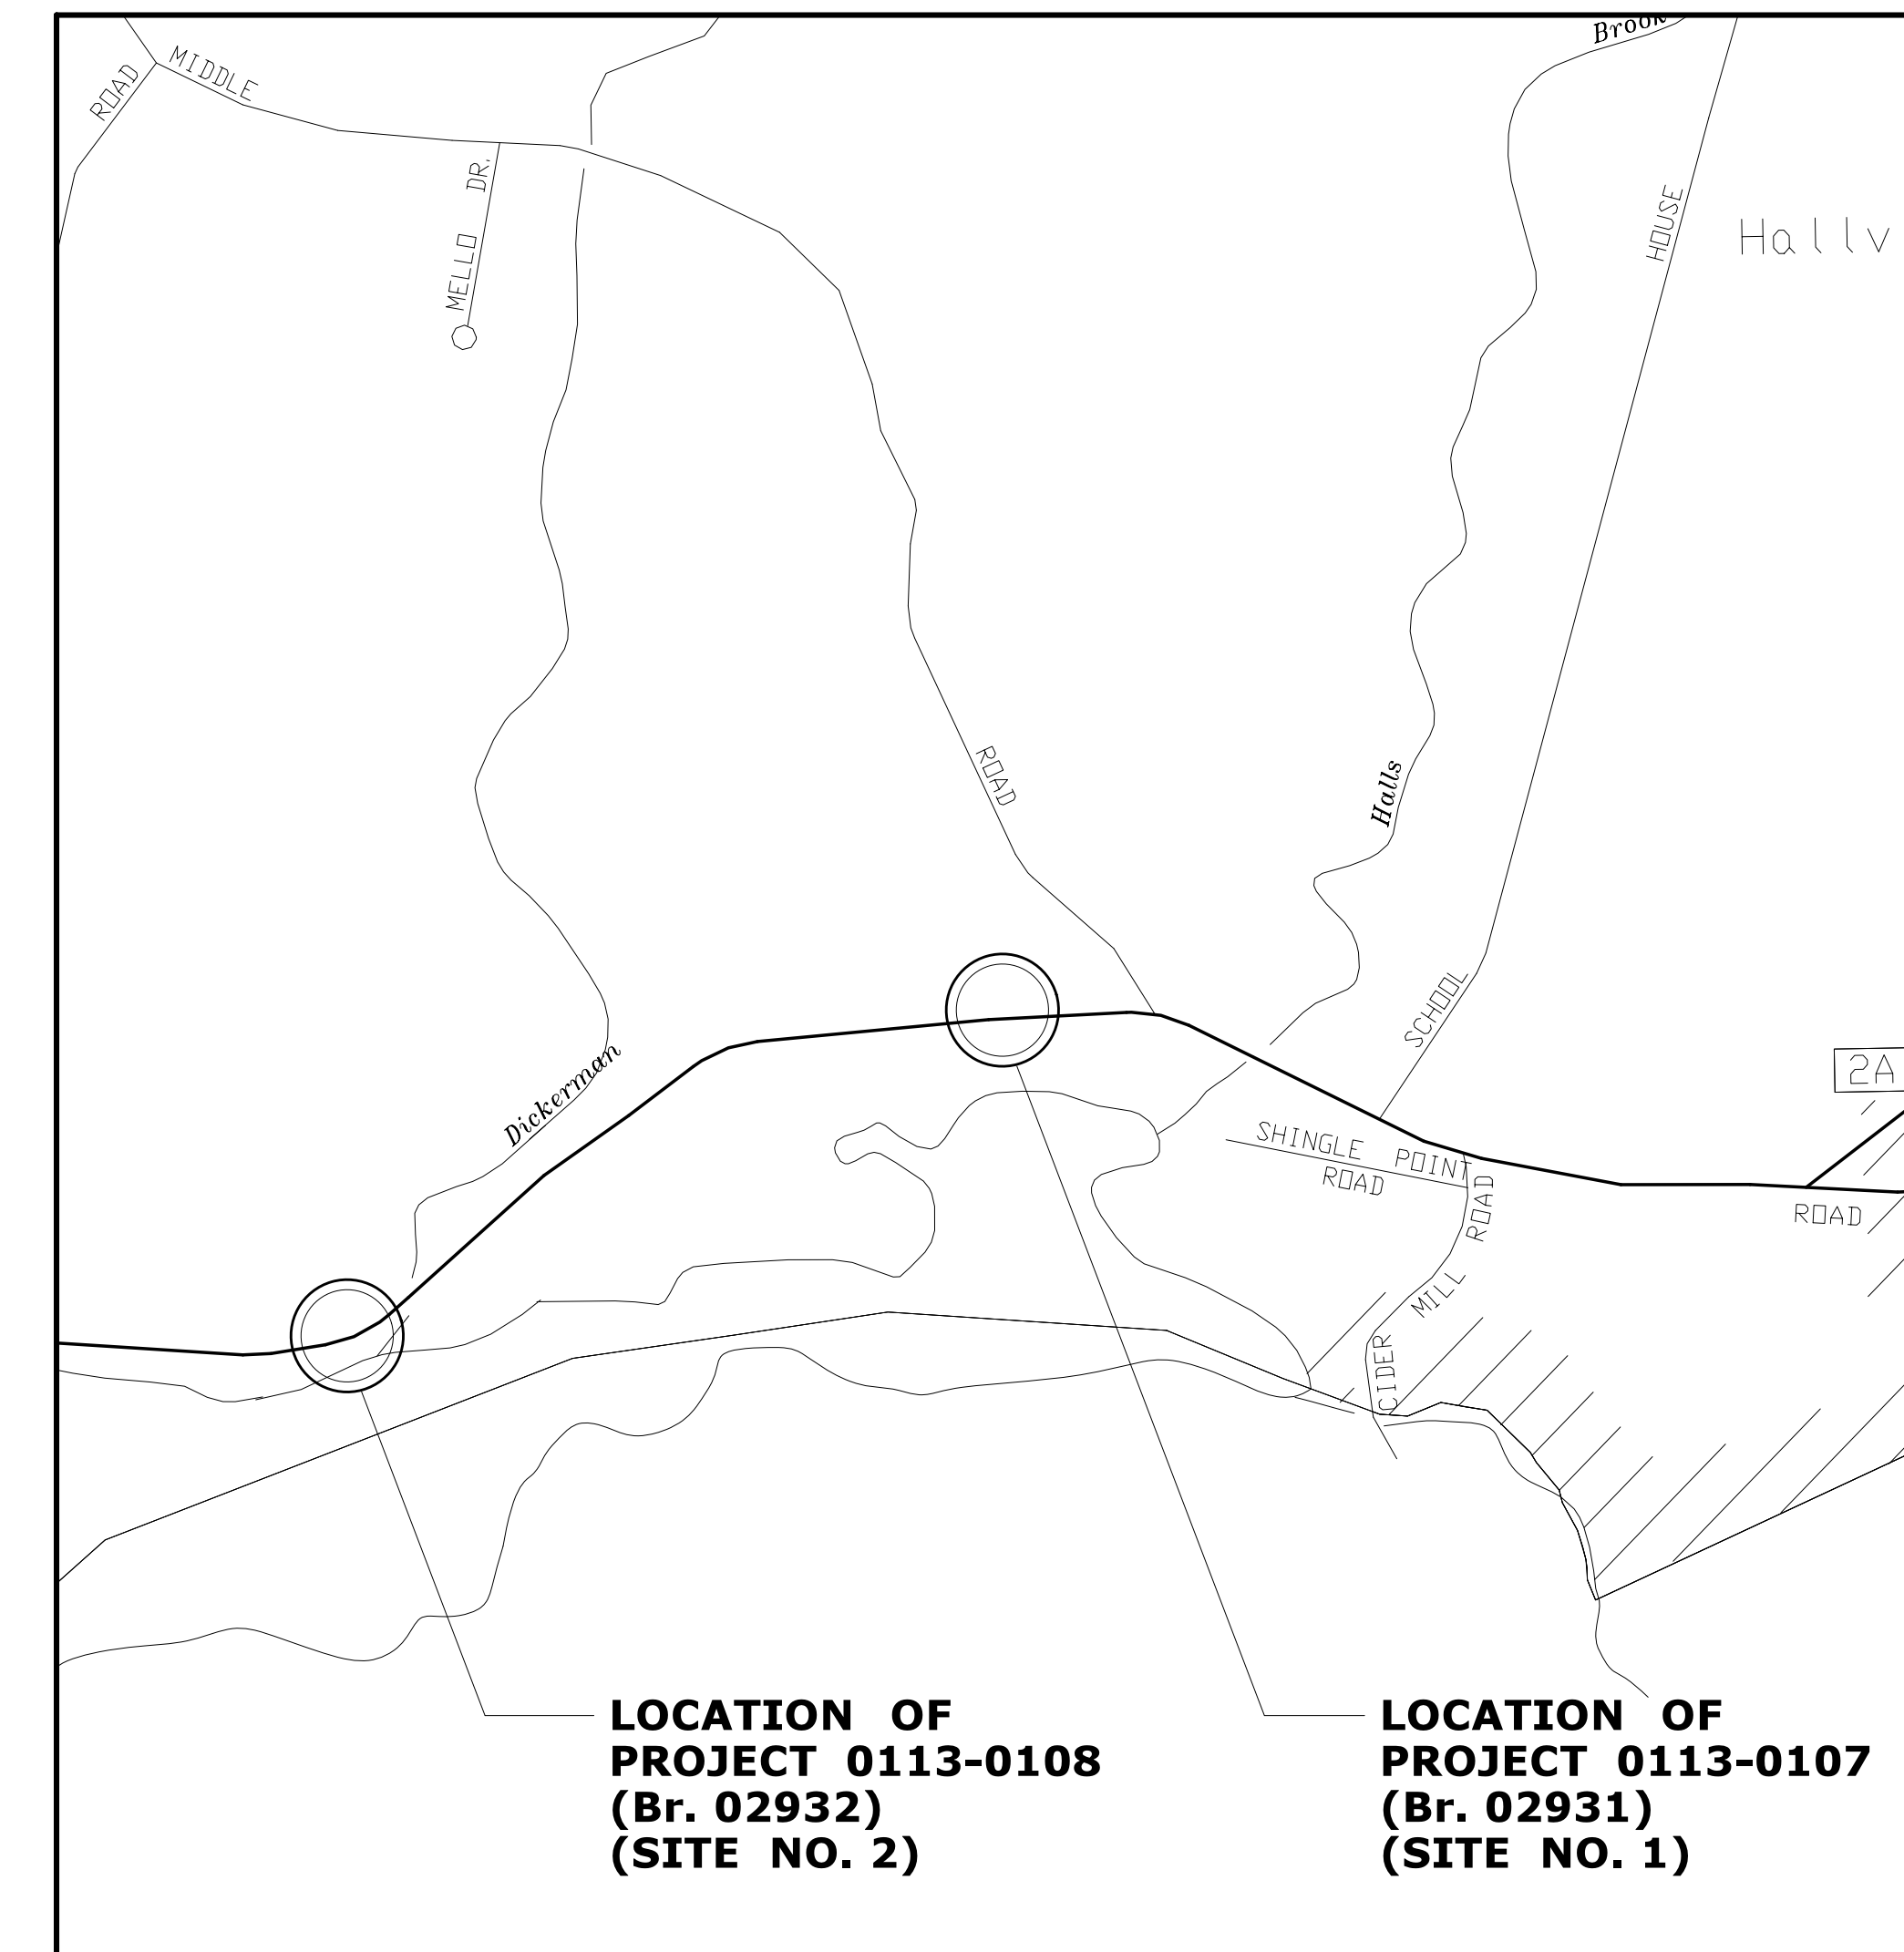 Brook
MIDDLE
ROAD
MELLO DR.
HOUSE
Hallv
ROAD
Halls
SCHOOL
Dickerman
2A
SHINGLE POINT
ROAD
ROAD
ROAD
MILL
CIDER
LOCATION OF
PROJECT 0113-0108
(Br. 02932)
(SITE NO. 2)
LOCATION OF
PROJECT 0113-0107
(Br. 02931)
(SITE NO. 1)